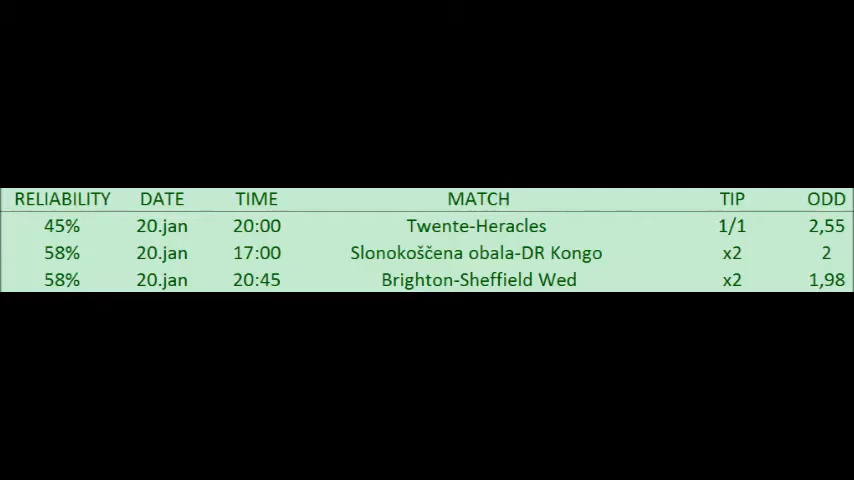 RELIABILITY DATE TIME MATCH TIP ODD
45% 20.jan 20:00 Twente-Heracles 1/1 2,55
58% 20.jan 17:00 Slonokoščena obala-DR Kongo x2 2
58% 20.jan 20:45 Brighton-Sheffield Wed x2 1,98